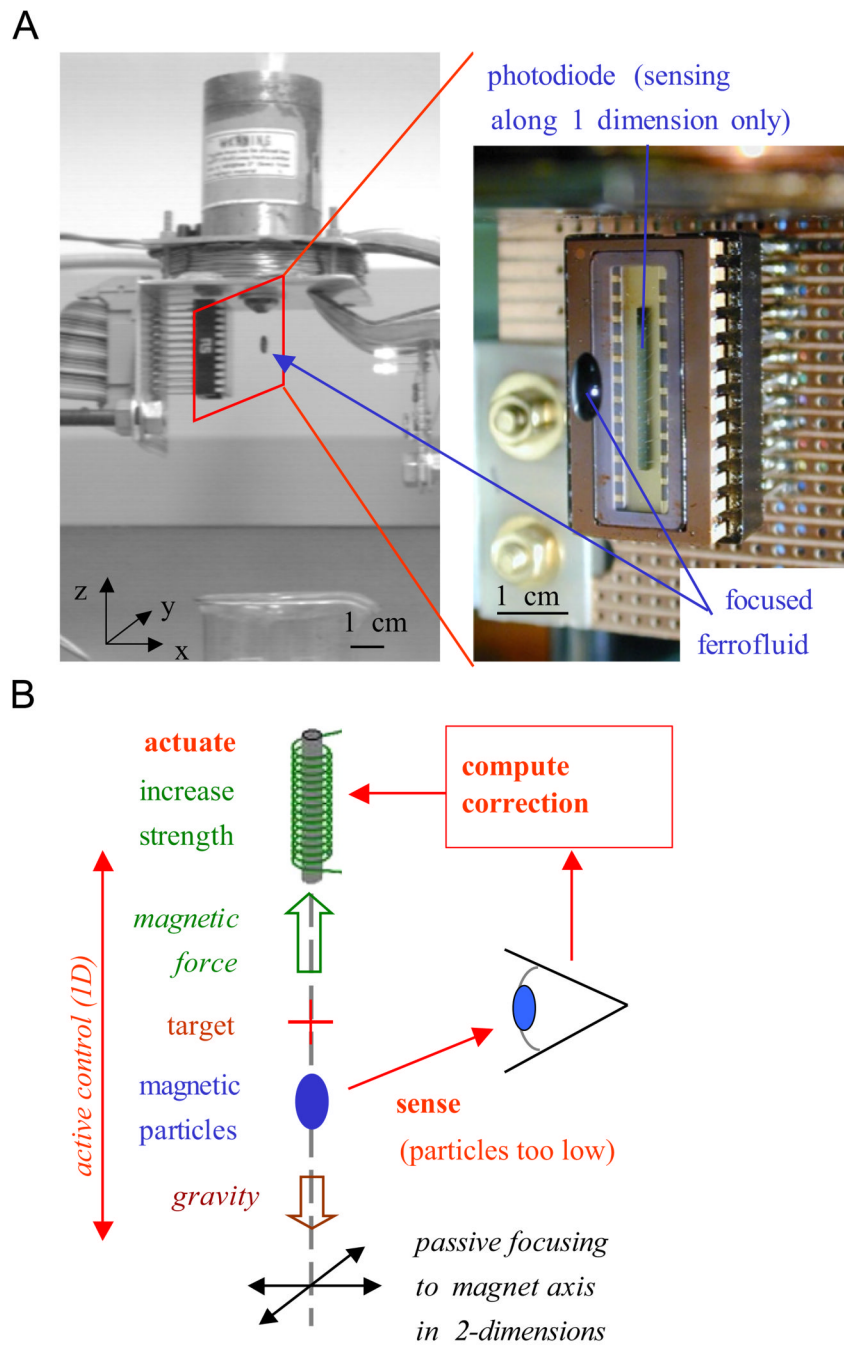 A
photodiode (sensing
along 1 dimension only)
WARNING
z
y
x
1 cm
1 cm
focused
ferrofluid
B
actuate
increase
strength
compute
correction
magnetic
force
active control (1D)
target
magnetic
particles
sense
(particles too low)
gravity
passive focusing
to magnet axis
in 2-dimensions